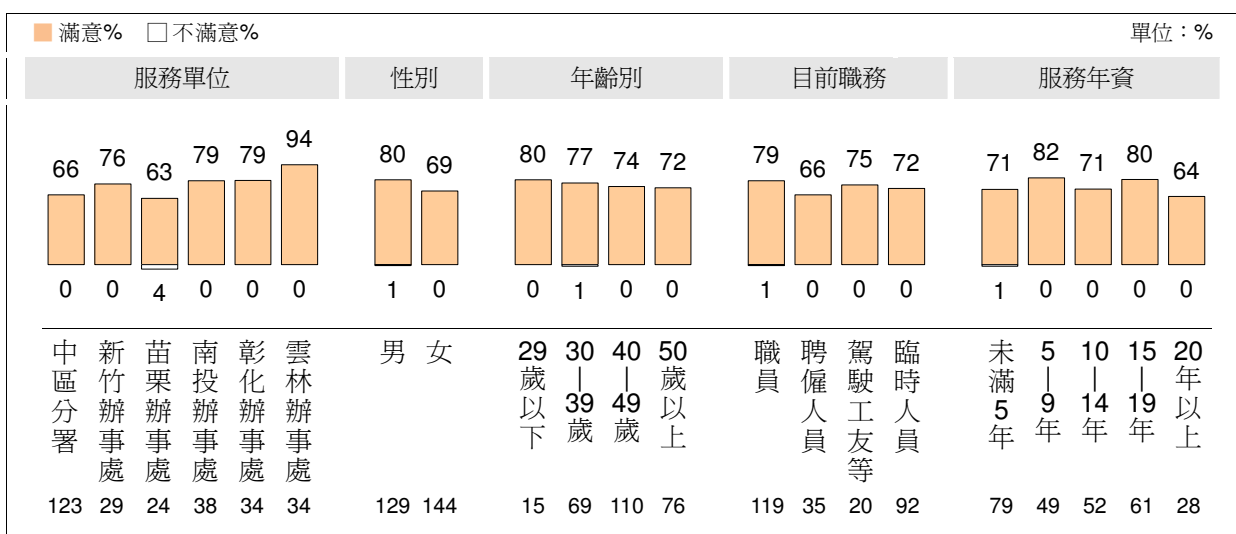 滿意% 不滿意% 單位：%
服務單位 性別 年齡別 目前職務 服務年資
66 76 63 79 79 94 80 69 80 77 74 72 79 66 75 72 71 82 71 80 64
0 0 4 0 0 0 1 0 0 1 0 0 1 0 0 0 1 0 0 0 0
中區分署
新竹辦事處
苗栗辦事處
南投辦事處
彰化辦事處
雲林辦事處
男
女
29歲以下
30|39歲
40|49歲
50歲以上
職員
聘僱人員
駕駛工友等
臨時人員
未滿5年
5|9年
10|14年
15|19年
20年以上
123 29 24 38 34 34 129 144 15 69 110 76 119 35 20 92 79 49 52 61 28